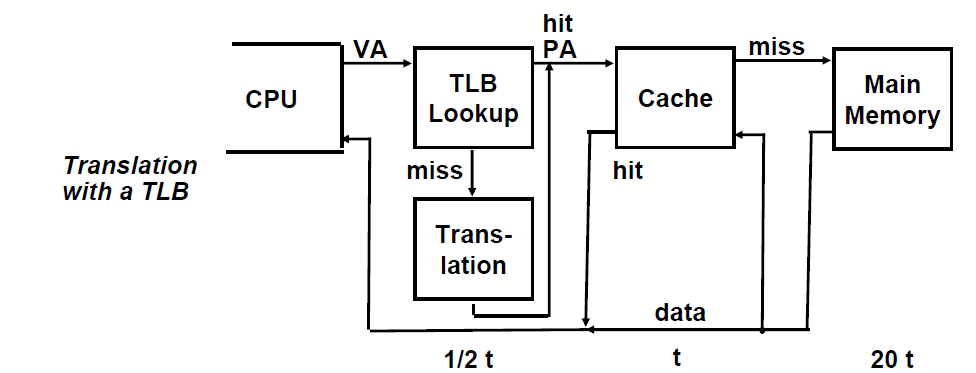 CPU
VA
TLB
Lookup
hit
PA
Cache
miss
Main
Memory
Translation
with a TLB
miss
hit
Trans-
lation
data
1/2 t
t
20 t